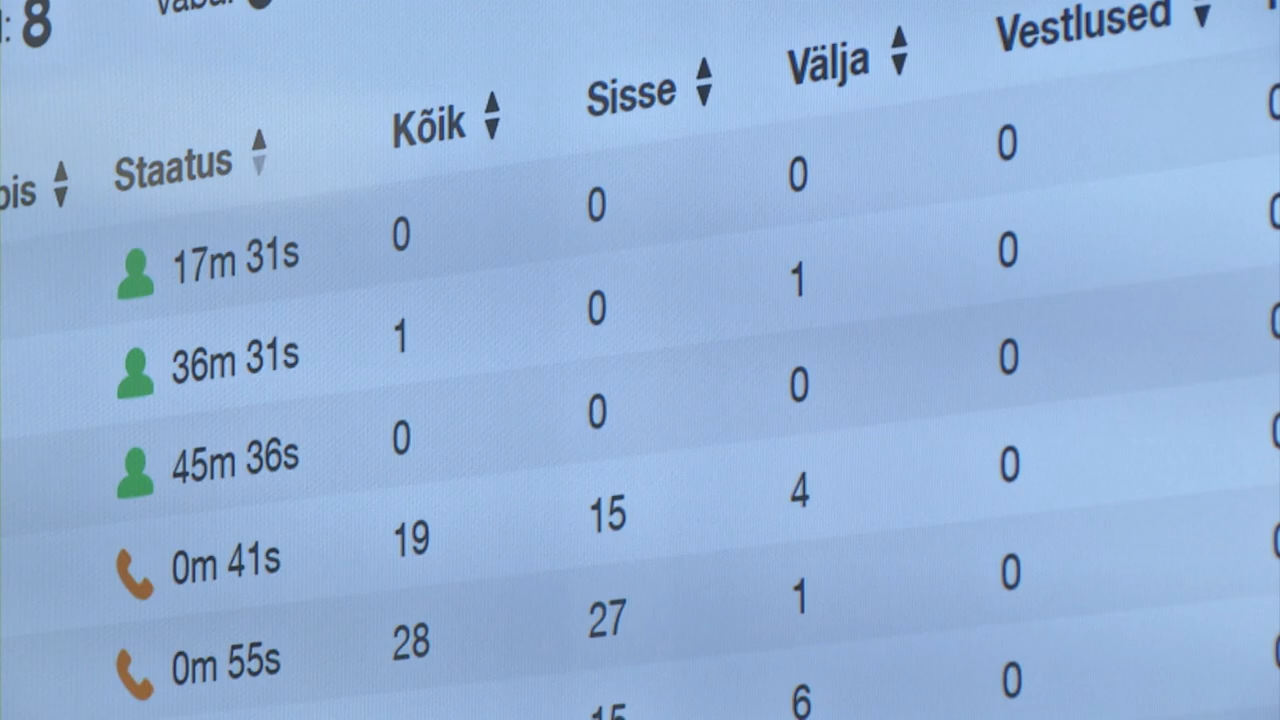 : 8
Staatus Kõik Sisse Välja Vestlused
17m 31s 0 0 0 0
36m 31s 1 0 1 0
45m 36s 0 0 0 0
0m 41s 19 15 4 0
0m 55s 28 27 1 0
15 6 0